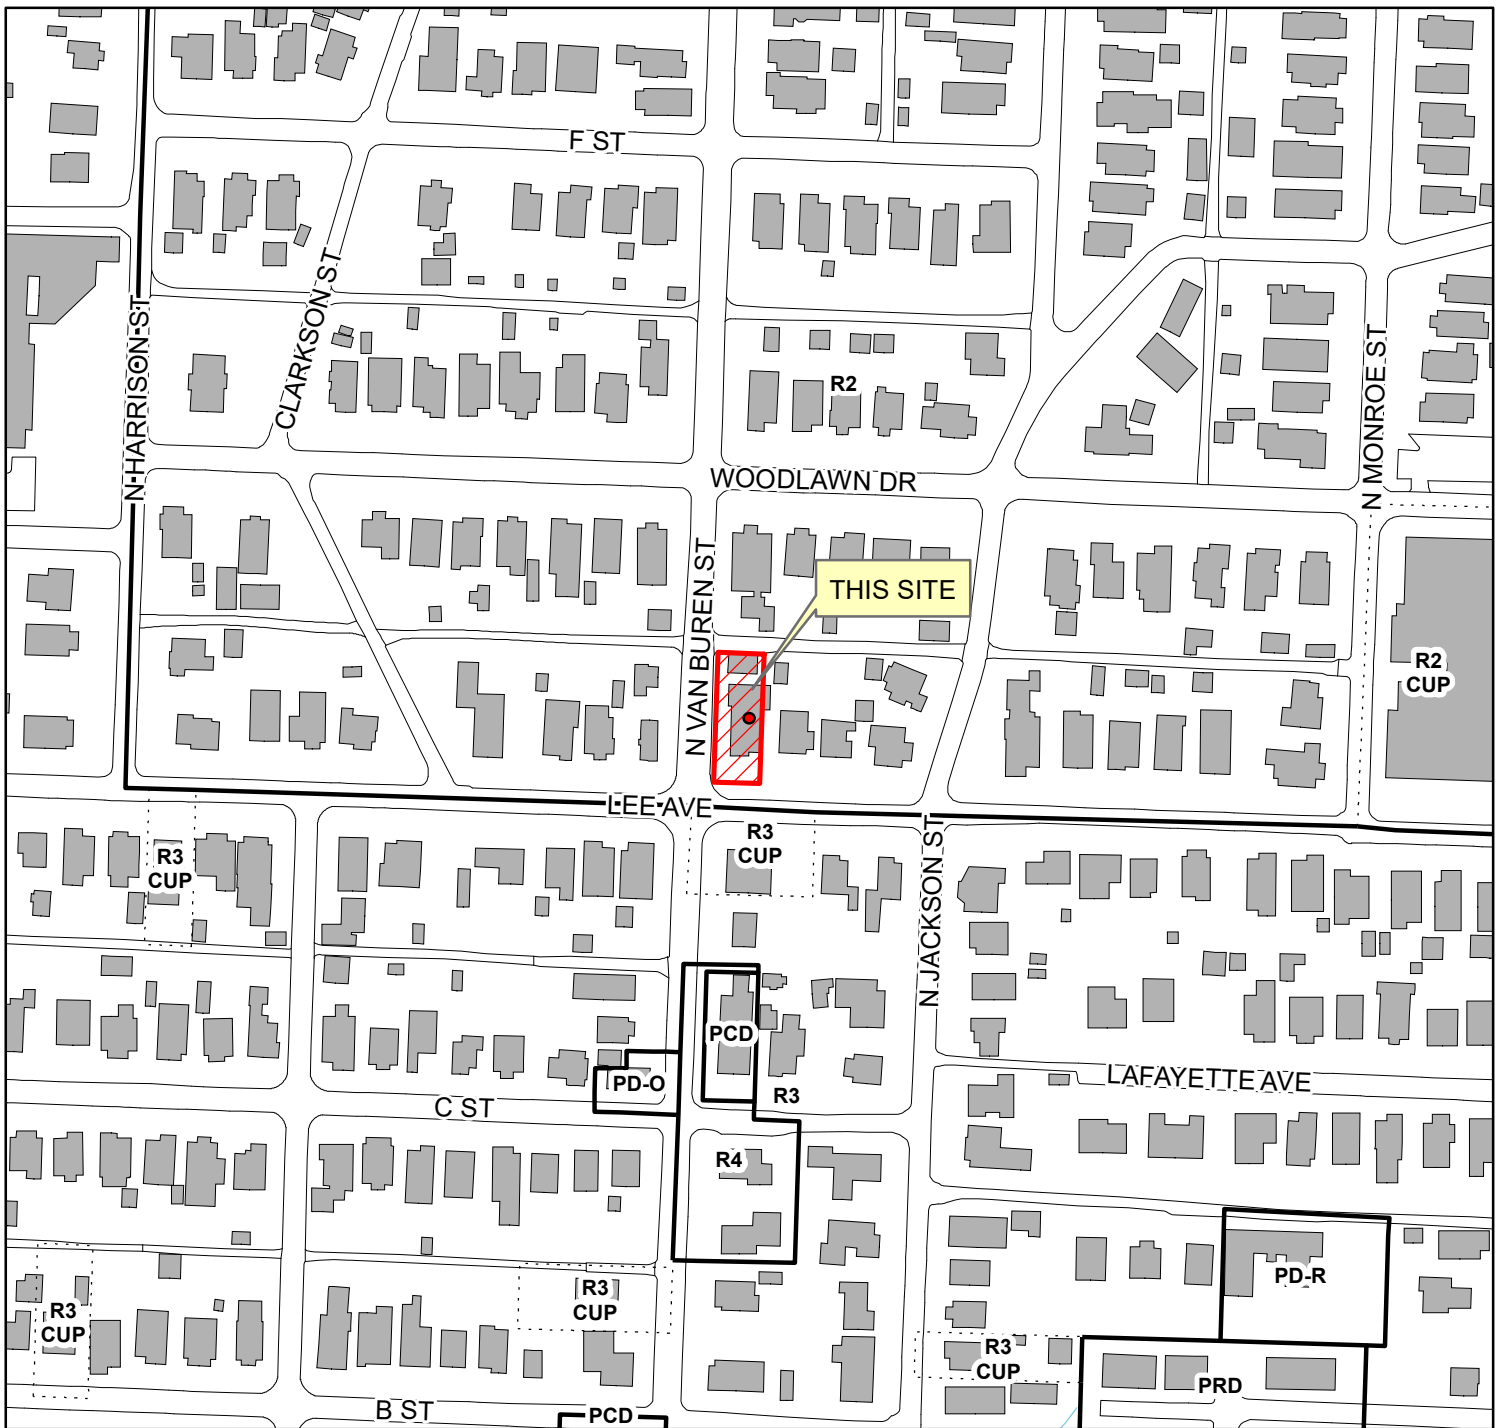 F ST
CLARKSON ST
N HARRISON ST
R2
N MONROE ST
WOODLAWN DR
N VAN BUREN ST
THIS SITE
R2
CUP
LEE AVE
R3
CUP
R3
CUP
N JACKSON ST
PCD
PD-O
R3
LAFAYETTE AVE
C ST
R4
PD-R
R3
CUP
R3
CUP
R3
CUP
PRD
B ST
PCD